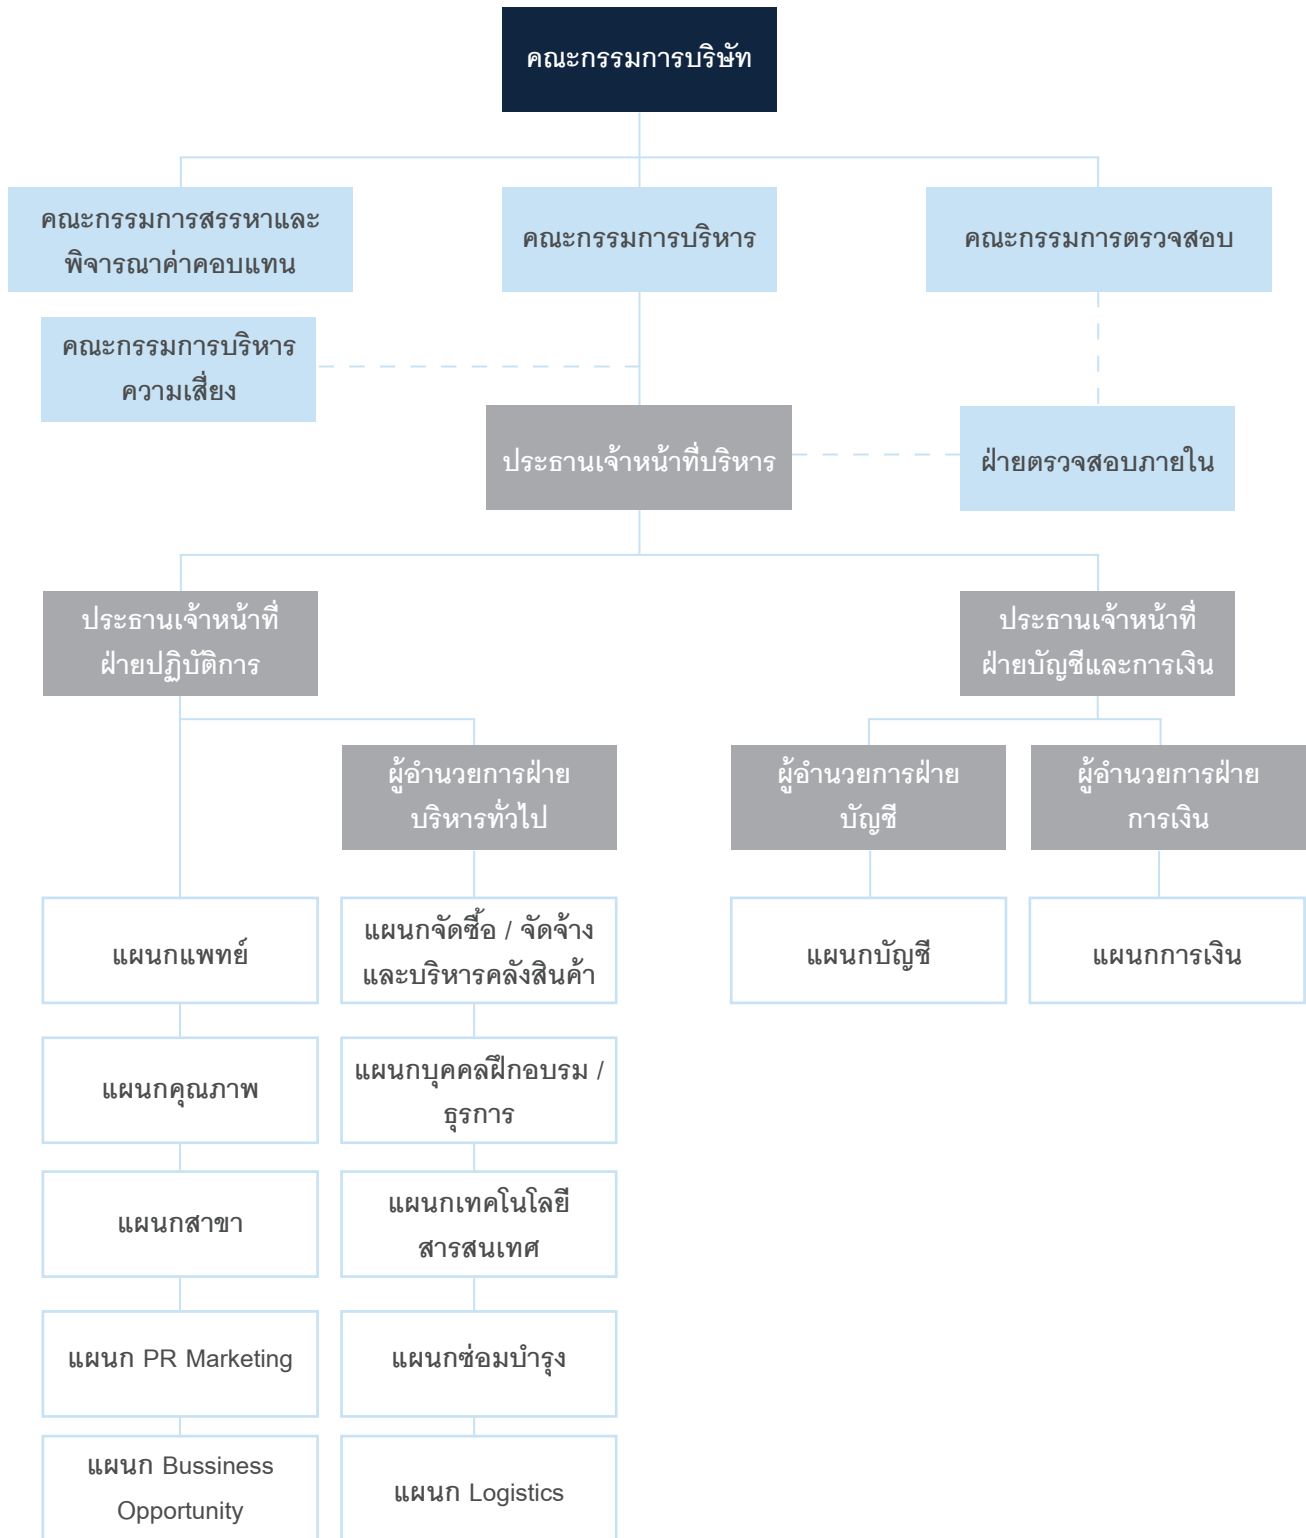 คณะกรรมการบริษัท
คณะกรรมการสรรหาและ
พิจารณาค่าคอบแทน
คณะกรรมการบริหาร
คณะกรรมการตรวจสอบ
คณะกรรมการบริหาร
ความเสี่ยง
ประธานเจ้าหน้าที่บริหาร
ฝ่ายตรวจสอบภายใน
ประธานเจ้าหน้าที่
ฝ่ายปฏิบัติการ
ประธานเจ้าหน้าที่
ฝ่ายบัญชีและการเงิน
ผู้อำนวยการฝ่าย
บริหารทั่วไป
ผู้อำนวยการฝ่าย
บัญชี
ผู้อำนวยการฝ่าย
การเงิน
แผนกแพทย์
แผนกจัดซื้อ / จัดจ้าง
และบริหารคลังสินค้า
แผนกบัญชี
แผนกการเงิน
แผนกคุณภาพ
แผนกบุคคลฝึกอบรม /
ธุรการ
แผนกสาขา
แผนกเทคโนโลยี
สารสนเทศ
แผนก PR Marketing
แผนกซ่อมบำรุง
แผนก Bussiness
Opportunity
แผนก Logistics